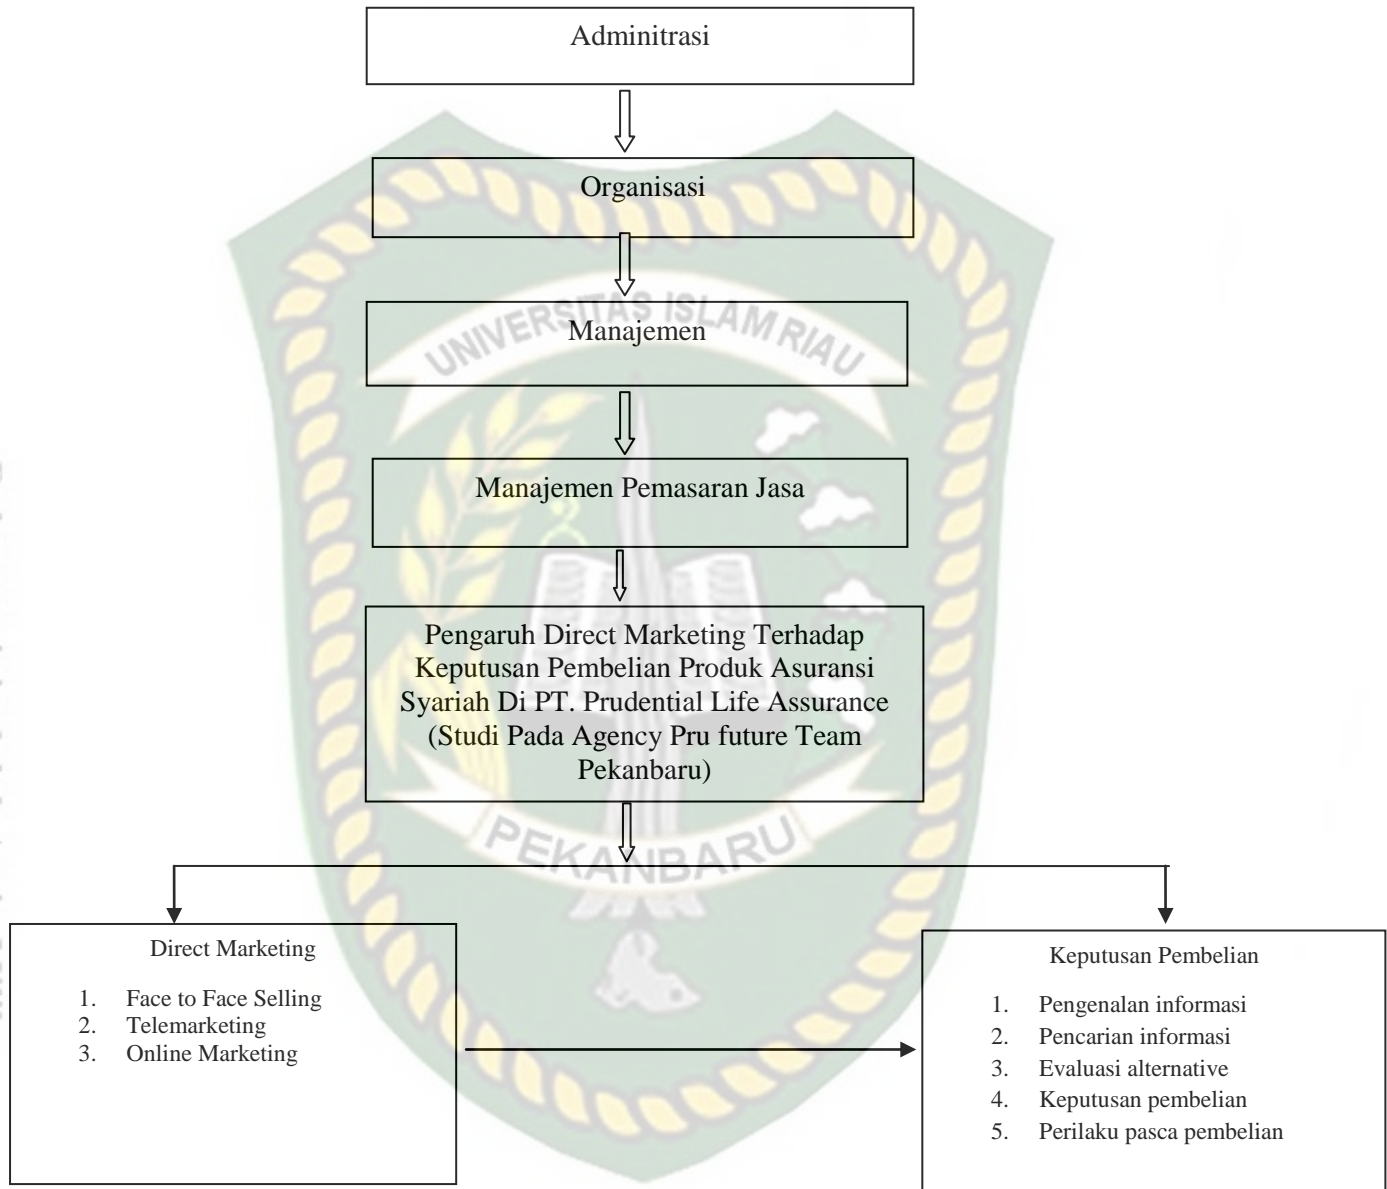 Adminitrasi
Organisasi
UNIVERSITAS ISLAM RIAU
Manajemen
Manajemen Pemasaran Jasa
Pengaruh Direct Marketing Terhadap
Keputusan Pembelian Produk Asuransi
Syariah Di PT. Prudential Life Assurance
(Studi Pada Agency Pru future Team
Pekanbaru)
PEKANBARU
Direct Marketing
1. Face to Face Selling
2. Telemarketing
3. Online Marketing
Keputusan Pembelian
1. Pengenalan informasi
2. Pencarian informasi
3. Evaluasi alternative
4. Keputusan pembelian
5. Perilaku pasca pembelian